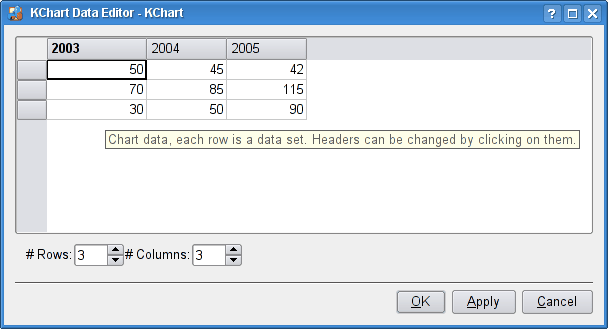 KChart Data Editor - KChart
2003 2004 2005
50 45 42
70 85 115
30 50 90
Chart data, each row is a data set. Headers can be changed by clicking on them.
# Rows: 3 # Columns: 3
OK Apply Cancel